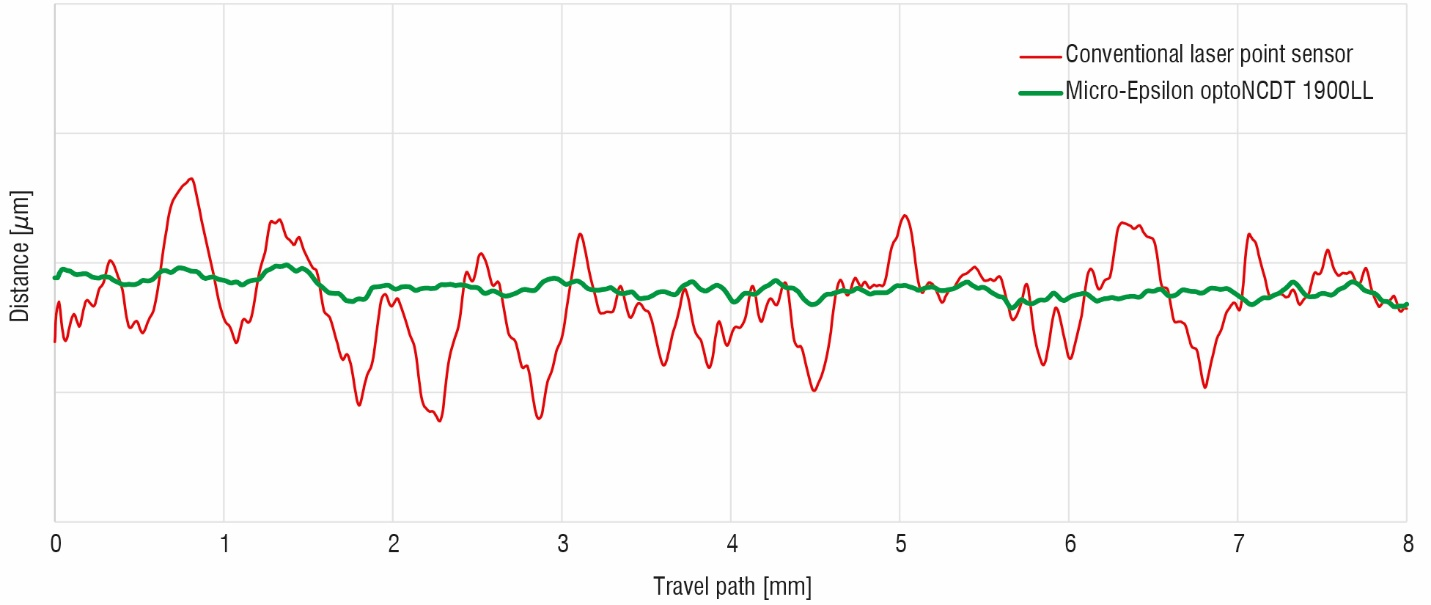 Conventional laser point sensor
Micro-Epsilon optoNCDT 1900LL
Distance [μm]
0 1 2 3 4 5 6 7 8
Travel path [mm]